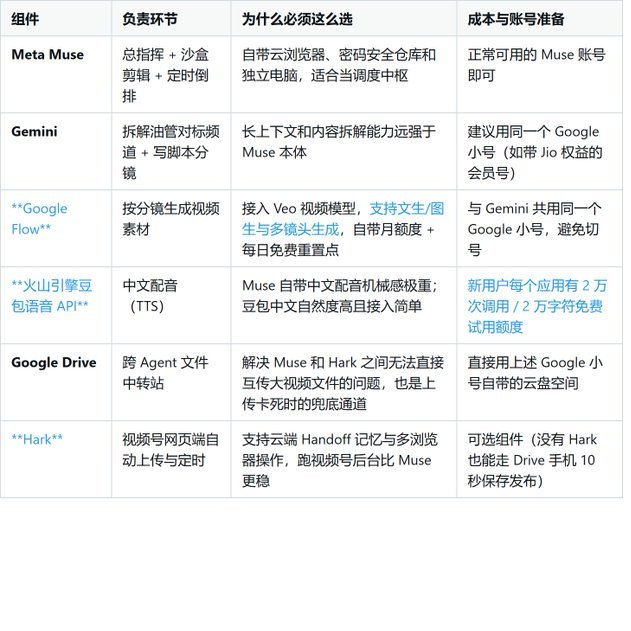 组件
负责环节
为什么必须这么选
成本与账号准备
Meta Muse
总指挥 + 沙盒
剪辑 + 定时倒
排
自带云浏览器、密码安全仓库和
独立电脑，适合当调度中枢
正常可用的 Muse 账号
即可
Gemini
拆解油管对标频
道 + 写脚本分
镜
长上下文和内容拆解能力远强于
Muse 本体
建议用同一个 Google
小号（如带 Jio 权益的
会员号）
**Google
Flow**
按分镜生成视频
素材
接入 Veo 视频模型，支持文生/图
生与多镜头生成，自带月额度 +
每日免费重置点
与 Gemini 共用同一个
Google 小号，避免切
号
**火山引擎豆
包语音 API**
中文配音
（TTS）
Muse 自带中文配音机械感极重；
豆包中文自然度高且接入简单
新用户每个应用有 2 万
次调用 / 2 万字符免费
试用额度
Google Drive
跨 Agent 文件
中转站
解决 Muse 和 Hark 之间无法直接
互传大视频文件的问题，也是上
传卡死时的兜底通道
直接用上述 Google 小
号自带的云盘空间
**Hark**
视频号网页端
自动上传与定时
支持云端 Handoff 记忆与多浏览
器操作，跑视频号后台比 Muse
更稳
可选组件（没有 Hark
也能走 Drive 手机 10
秒保存发布）